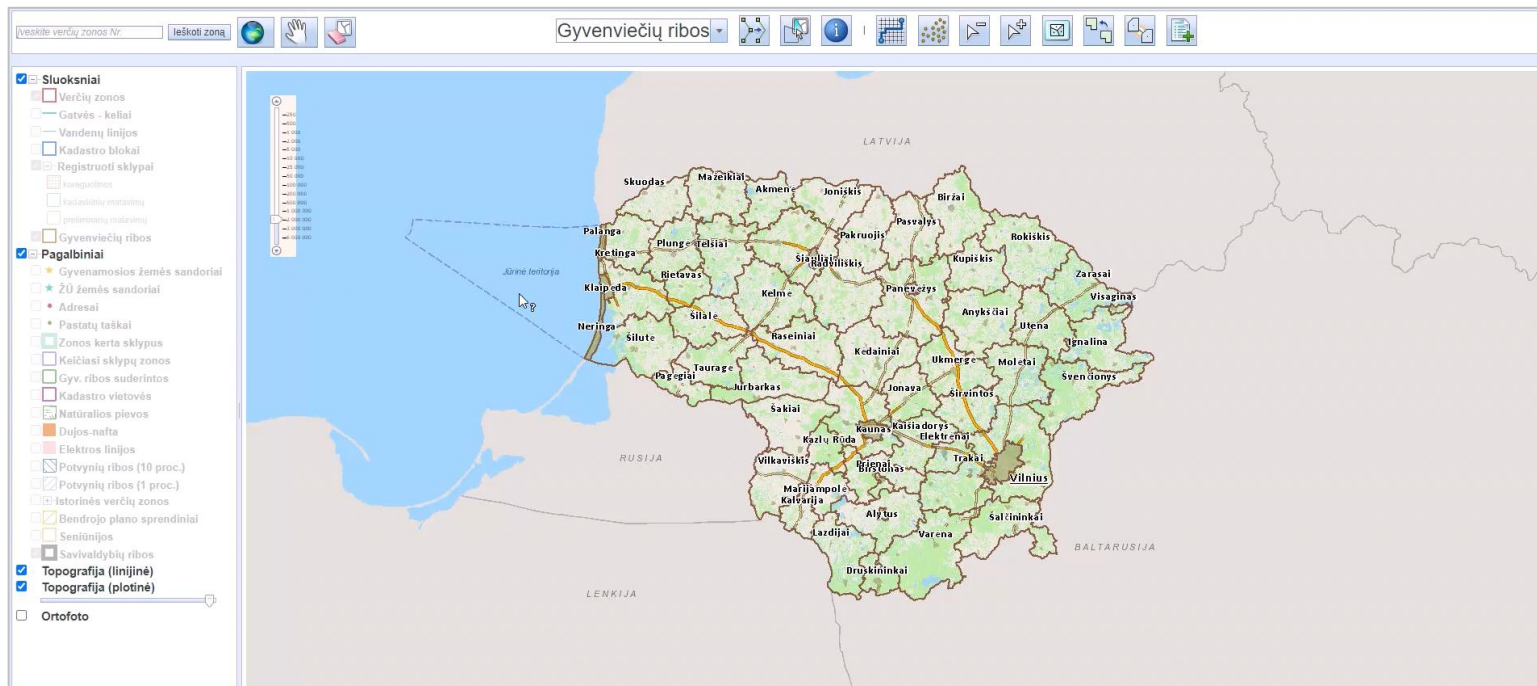 Įveskite verčių zonos Nr.
Ieškoti zoną
Gyvenviečių ribos
Sluoksniai
Verčių zonos
Gatvės - keliai
Vandenų linijos
Kadastro blokai
Registruoti sklypai
koreguotinos
kadastrinių matavimų
preliminarių matavimų
Gyvenviečių ribos
Pagalbiniai
Gyvenamosios žemės sandoriai
ŽŪ žemės sandoriai
Adresai
Pastatų taškai
Zonos kerta sklypus
Keičiasi sklypų zonos
Gyv. ribos suderintos
Kadastro vietovės
Natūralios pievos
Dujos-nafta
Elektros linijos
Potvynių ribos (10 proc.)
Potvynių ribos (1 proc.)
Istorinės verčių zonos
Bendrojo plano sprendiniai
Seniūnijos
Savivaldybių ribos
Topografija (linijinė)
Topografija (plotinė)
Ortofoto
LATVIJA
Skuodas
Mažeikiai
Akmenė
Joniškis
Biržai
Pasvalys
Palanga
Kretinga
Plungė
Telšiai
Pakruojis
Rokiškis
Šiauliai
Radviliškis
Kupiškis
Jūrinė teritorija
Rietavas
Zarasai
Klaipėda
Kelmė
Panevėžys
Visaginas
Neringa
Šilalė
Anykščiai
Utena
Šilutė
Raseiniai
Ignalina
Kėdainiai
Ukmergė
Molėtai
Tauragė
Pagėgiai
Švenčionys
Jurbarkas
Jonava
Širvintos
Šakiai
Kaunas
Kaišiadorys
Elektrėnai
Kazlų Rūda
RUSIJA
Vilkaviškis
Prienai
Birštonas
Trakai
Vilnius
Marijampolė
Kalvarija
Alytus
Šalčininkai
Lazdijai
Varėna
BALTARUSIJA
Druskininkai
LENKIJA